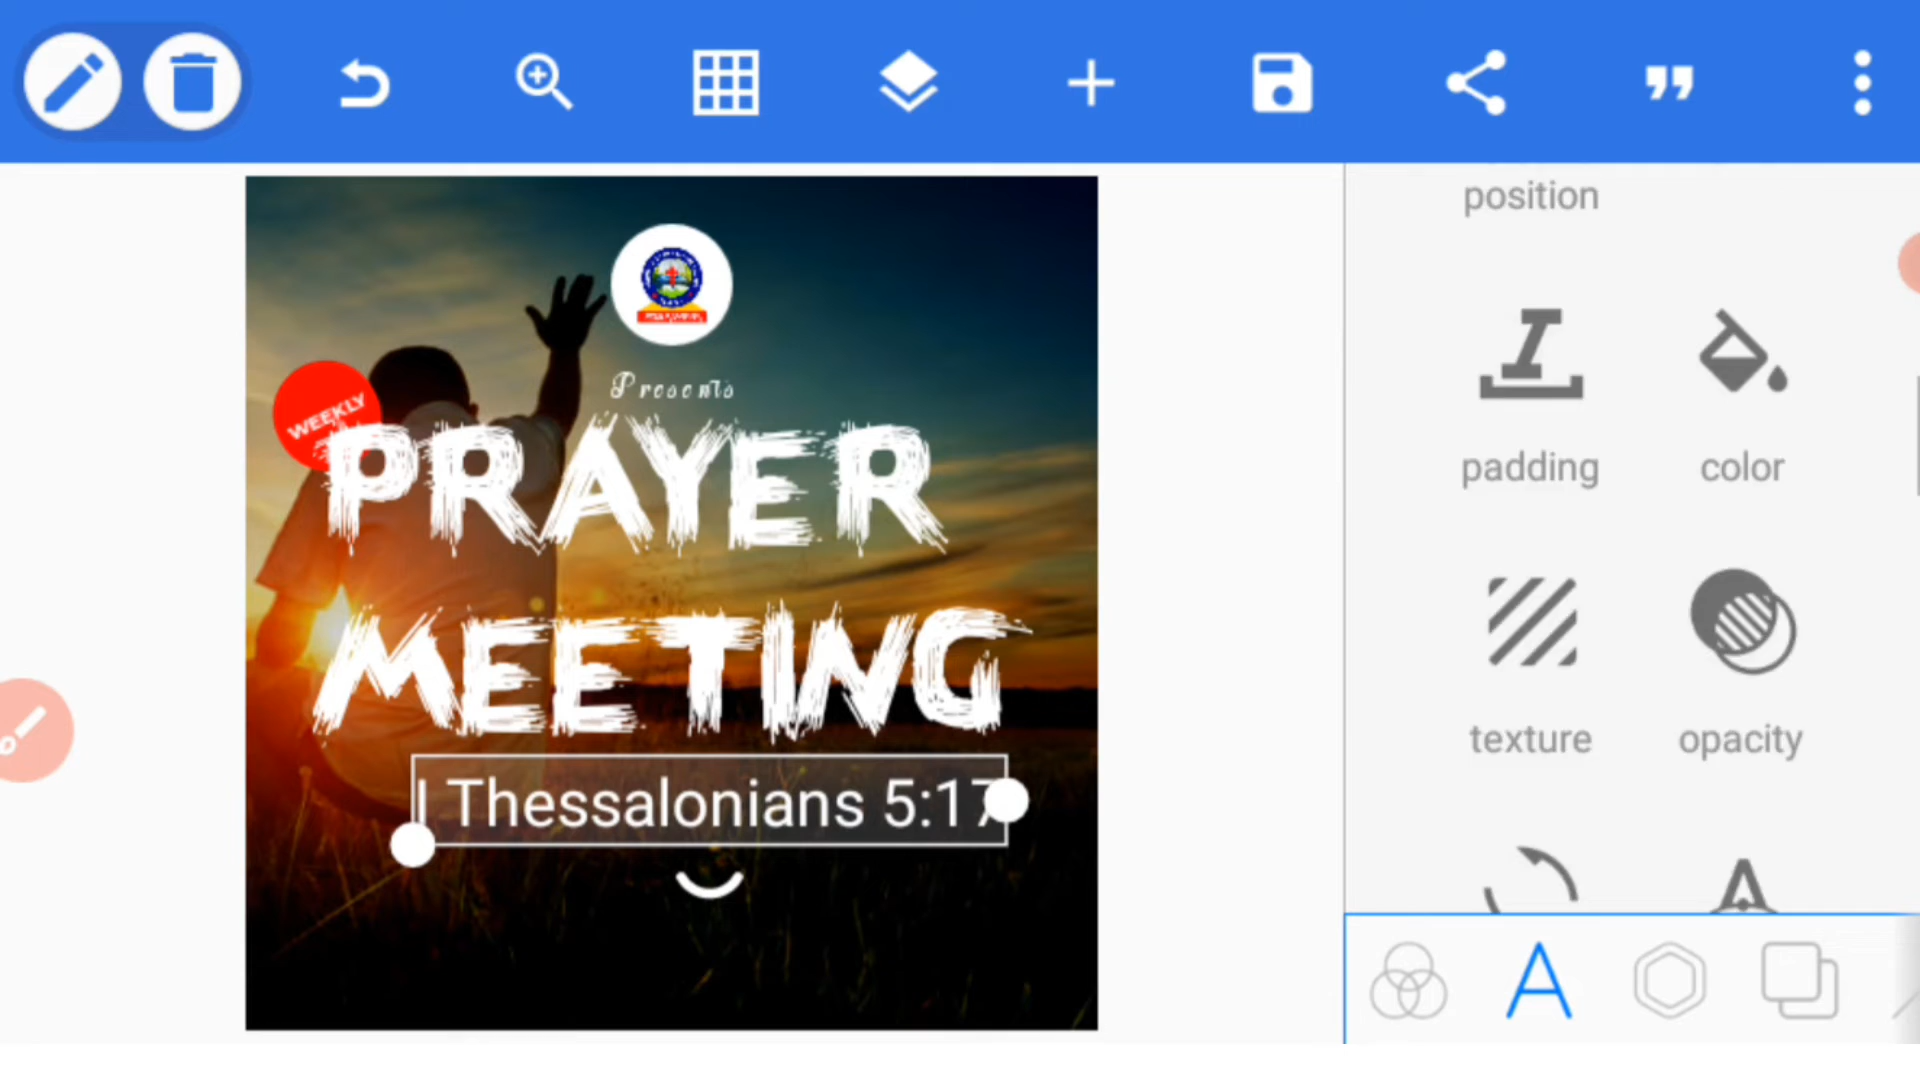 position
padding
color
texture
opacity
Presents
WEEKLY
PRAYER
MEETING
I Thessalonians 5:17